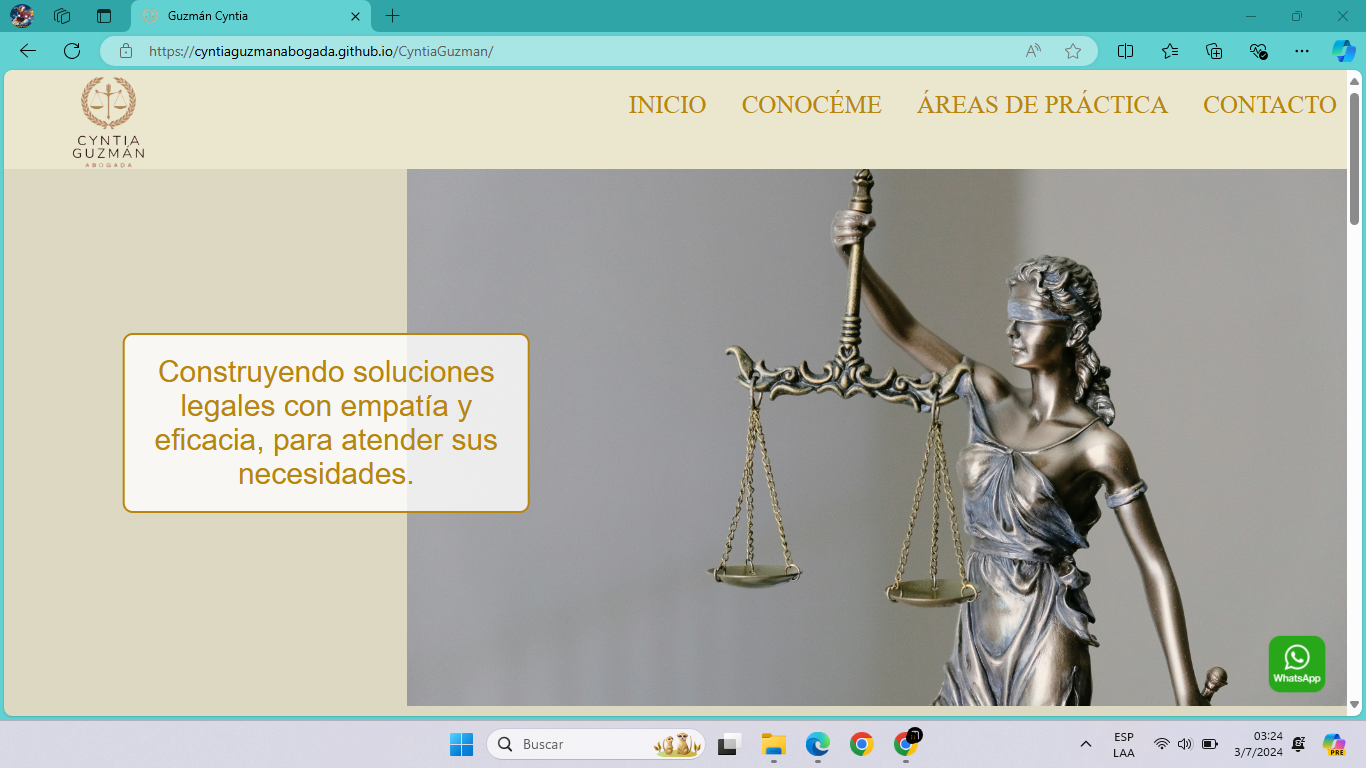 Guzmán Cyntia
https://cyntiaguzmanabogada.github.io/CyntiaGuzman/
CYNTIA
GUZMÁN
ABOGADA
INICIO CONOCÉME ÁREAS DE PRÁCTICA CONTACTO
Construyendo soluciones
legales con empatía y
eficacia, para atender sus
necesidades.
WhatsApp
Buscar
ESP
LAA
03:24
3/7/2024
PRE